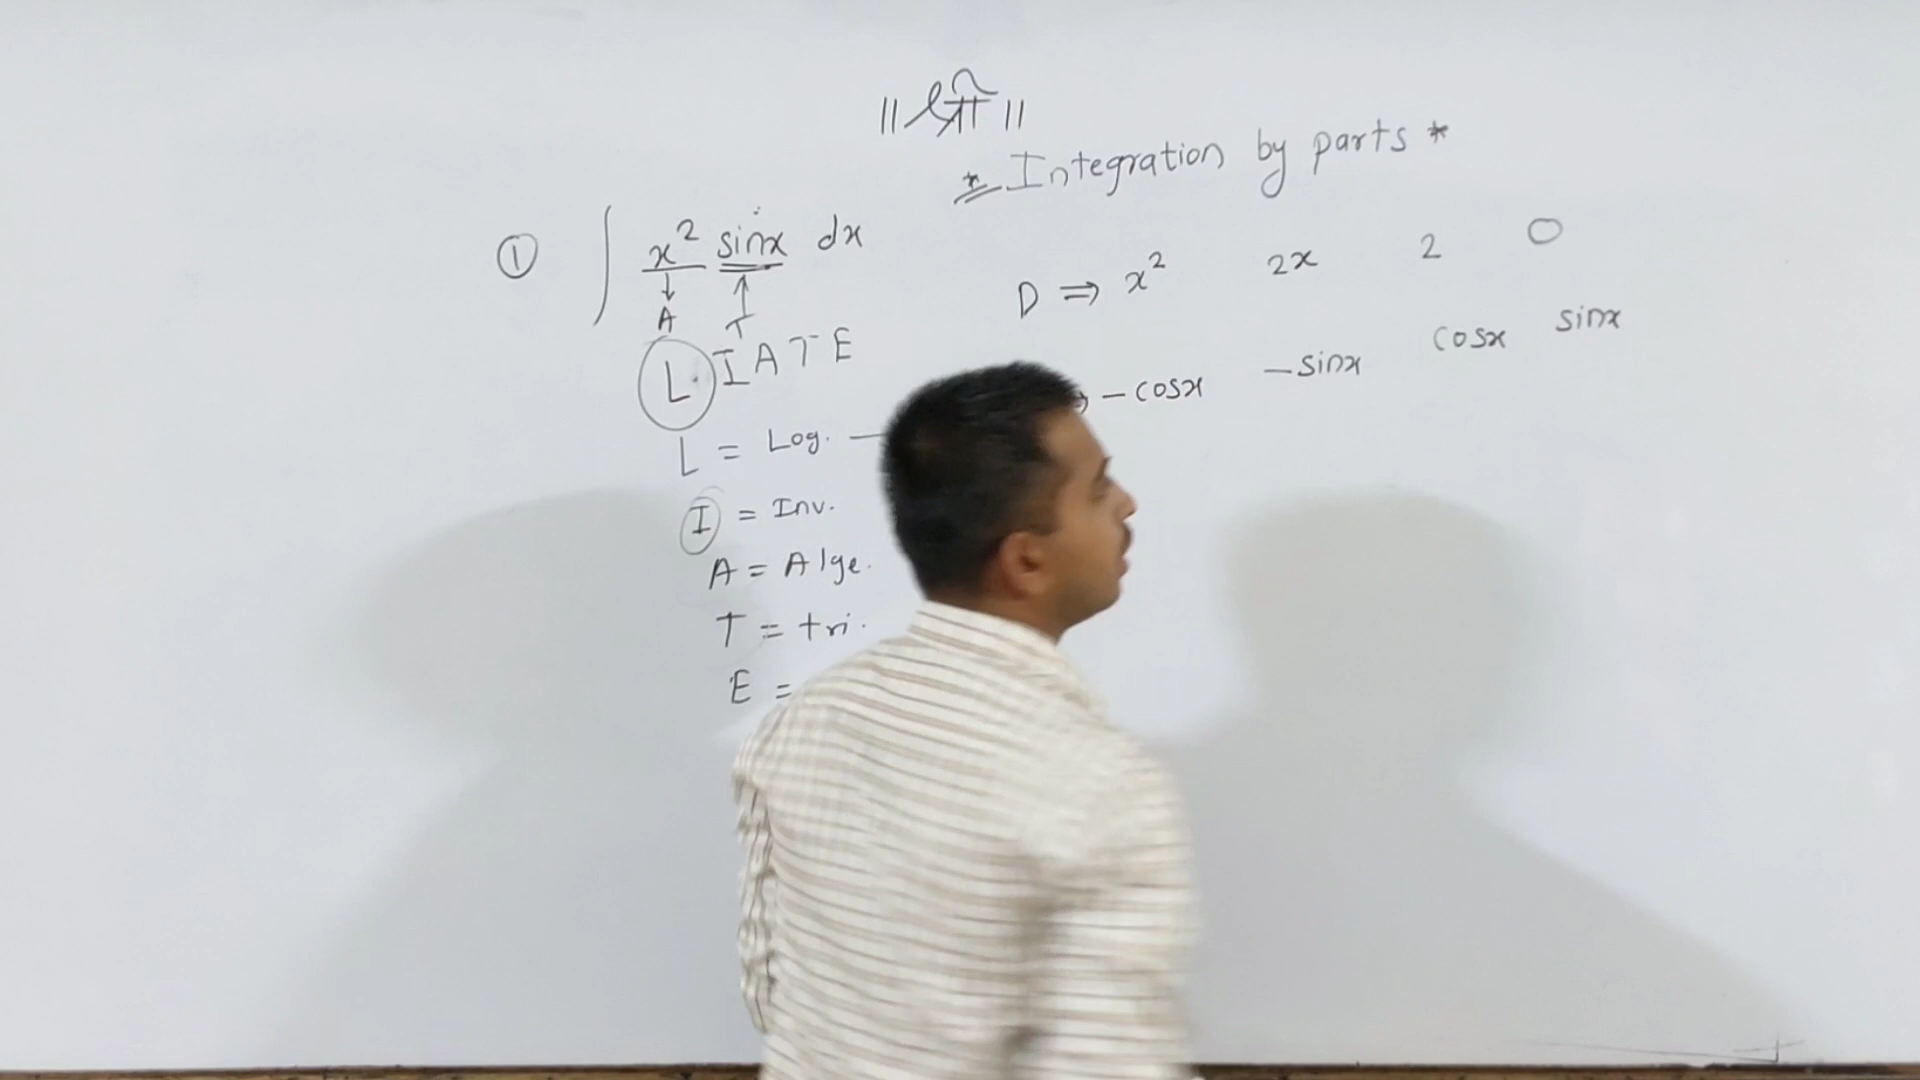 ॥ श्री ॥
* Integration by parts *
① ∫ x² sinx dx
↓ ↑
A T
L I A T E
L = Log. —
I = Inv.
A = Alge.
T = tri.
E =
D ⇒ x² 2x 2 0
⇒ – cosx – sinx cosx sinx